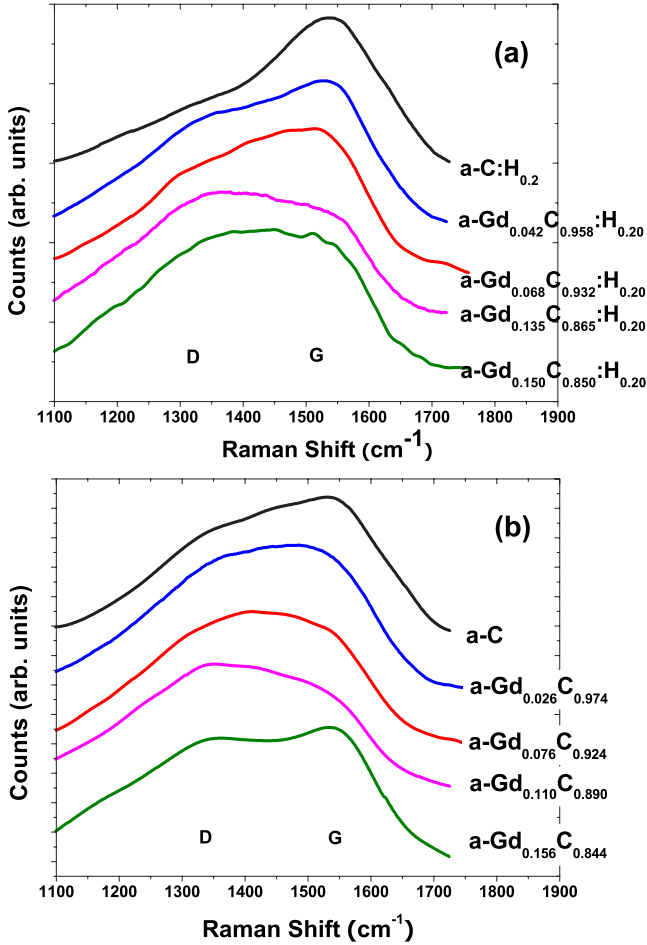 (a)
Counts (arb. units)
a-C:H0.2
a-Gd0.042C0.958:H0.20
a-Gd0.068C0.932:H0.20
a-Gd0.135C0.865:H0.20
a-Gd0.150C0.850:H0.20
D G
1100 1200 1300 1400 1500 1600 1700 1800 1900
Raman Shift (cm-1)
(b)
Counts (arb. units)
a-C
a-Gd0.026C0.974
a-Gd0.076C0.924
a-Gd0.110C0.890
a-Gd0.156C0.844
D G
1100 1200 1300 1400 1500 1600 1700 1800 1900
Raman Shift (cm-1)